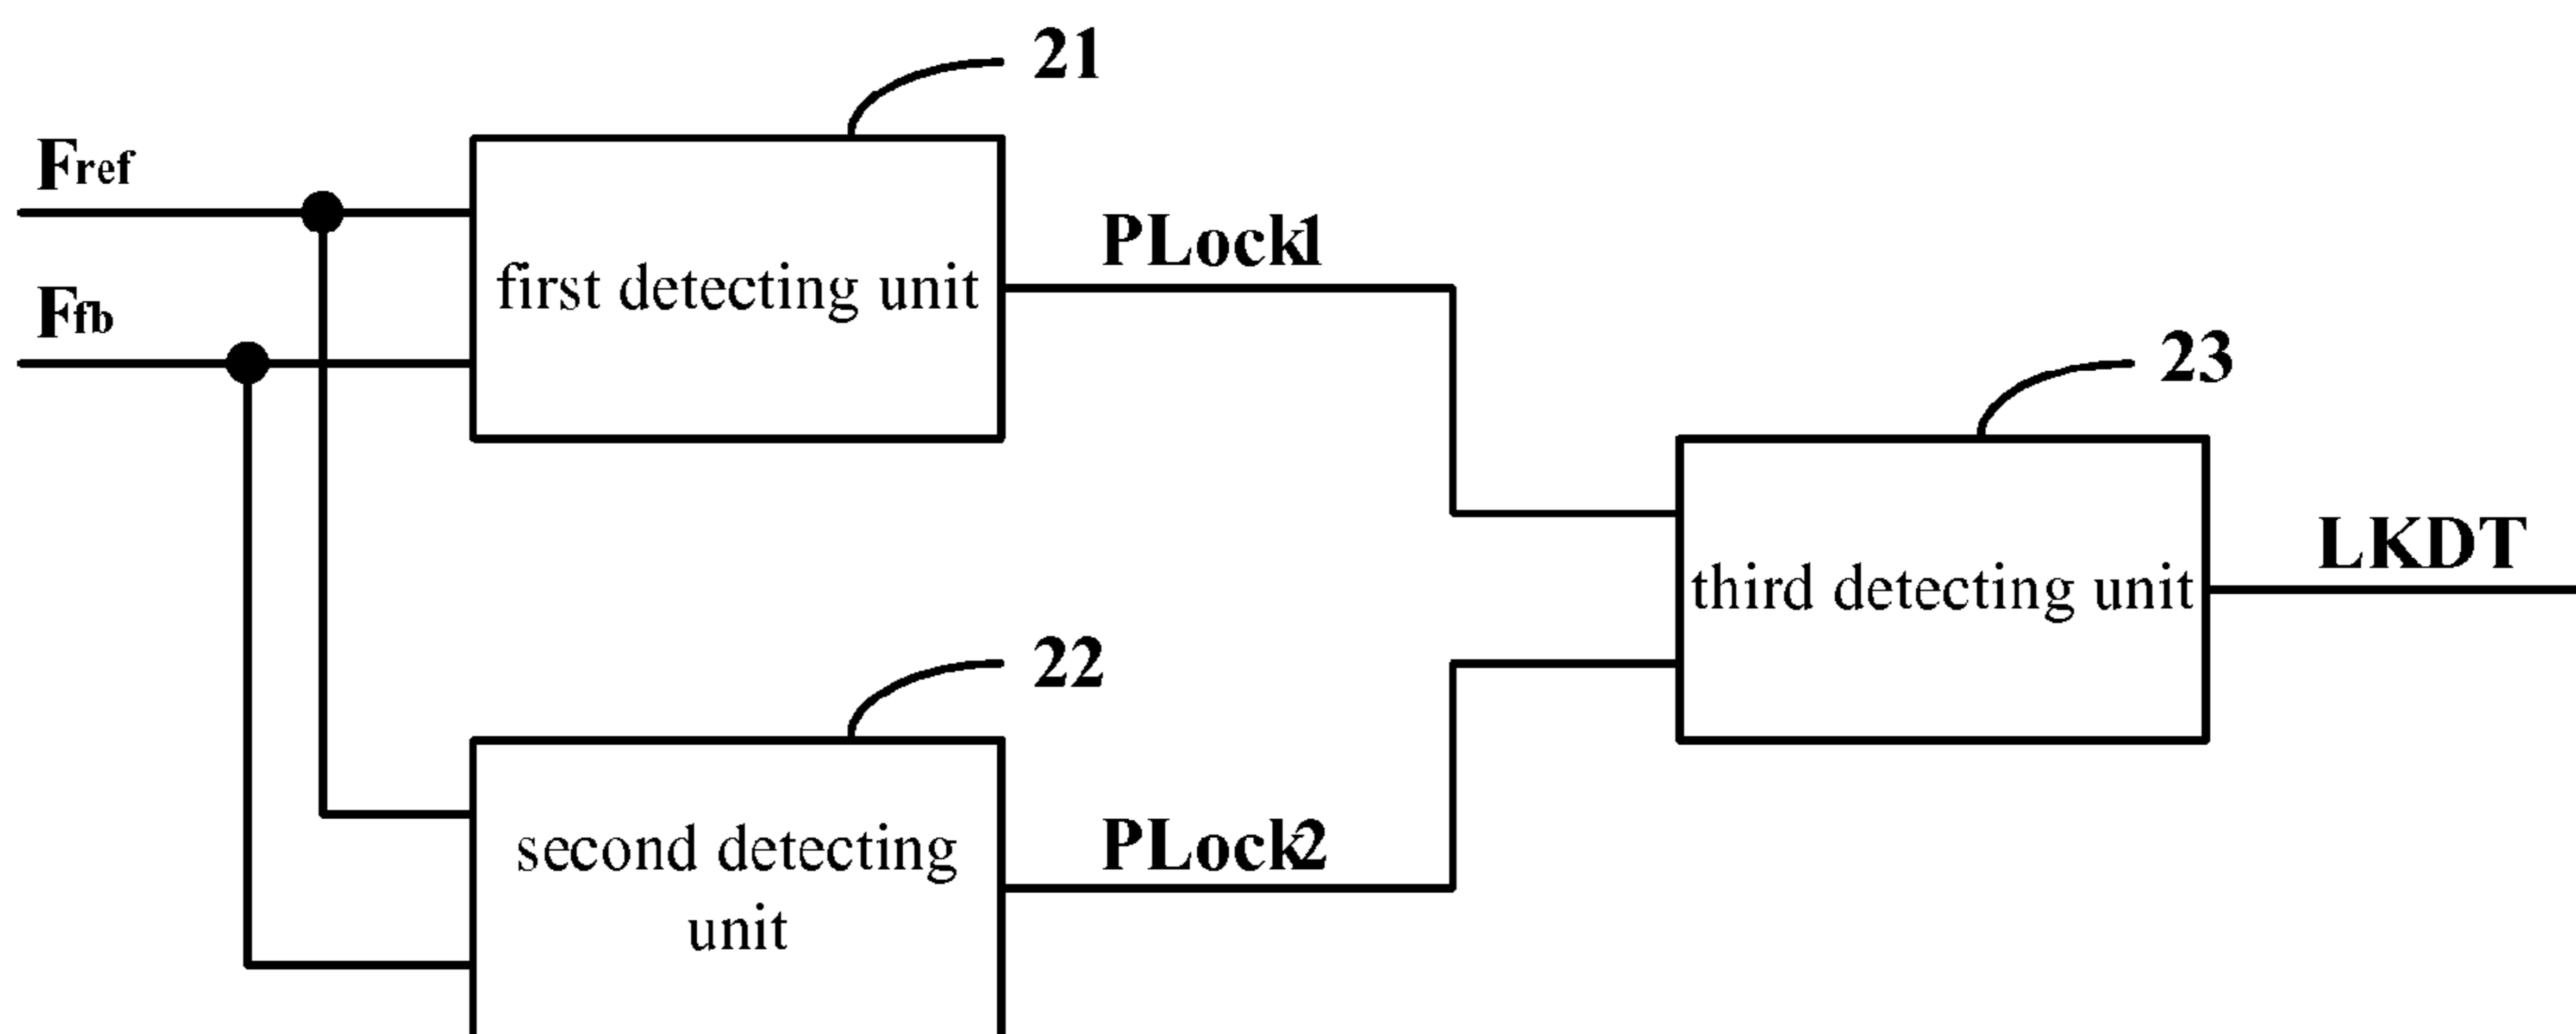 21
Fref
first detecting unit
PLock1
Ffb
23
third detecting unit
LKDT
22
second detecting
unit
PLock2